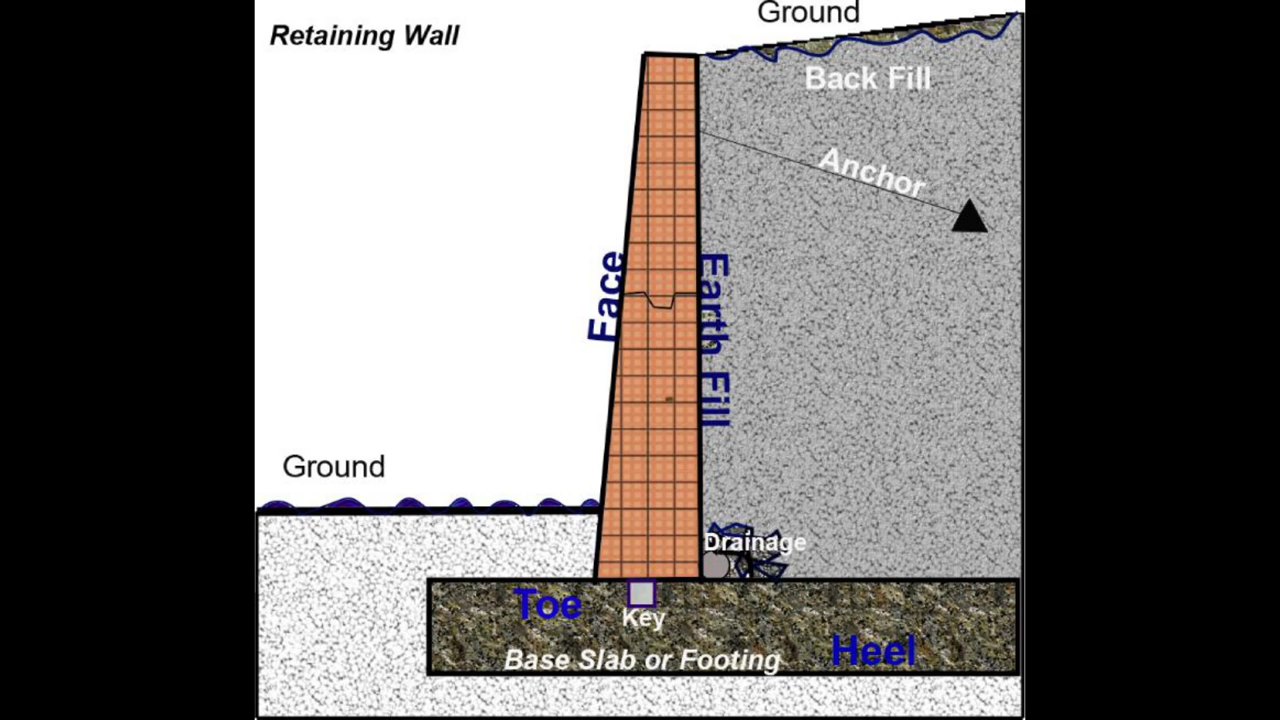 Ground
Retaining Wall
Back Fill
Anchor
Face
Earth Fill
Ground
Drainage
Toe
Key
Heel
Base Slab or Footing